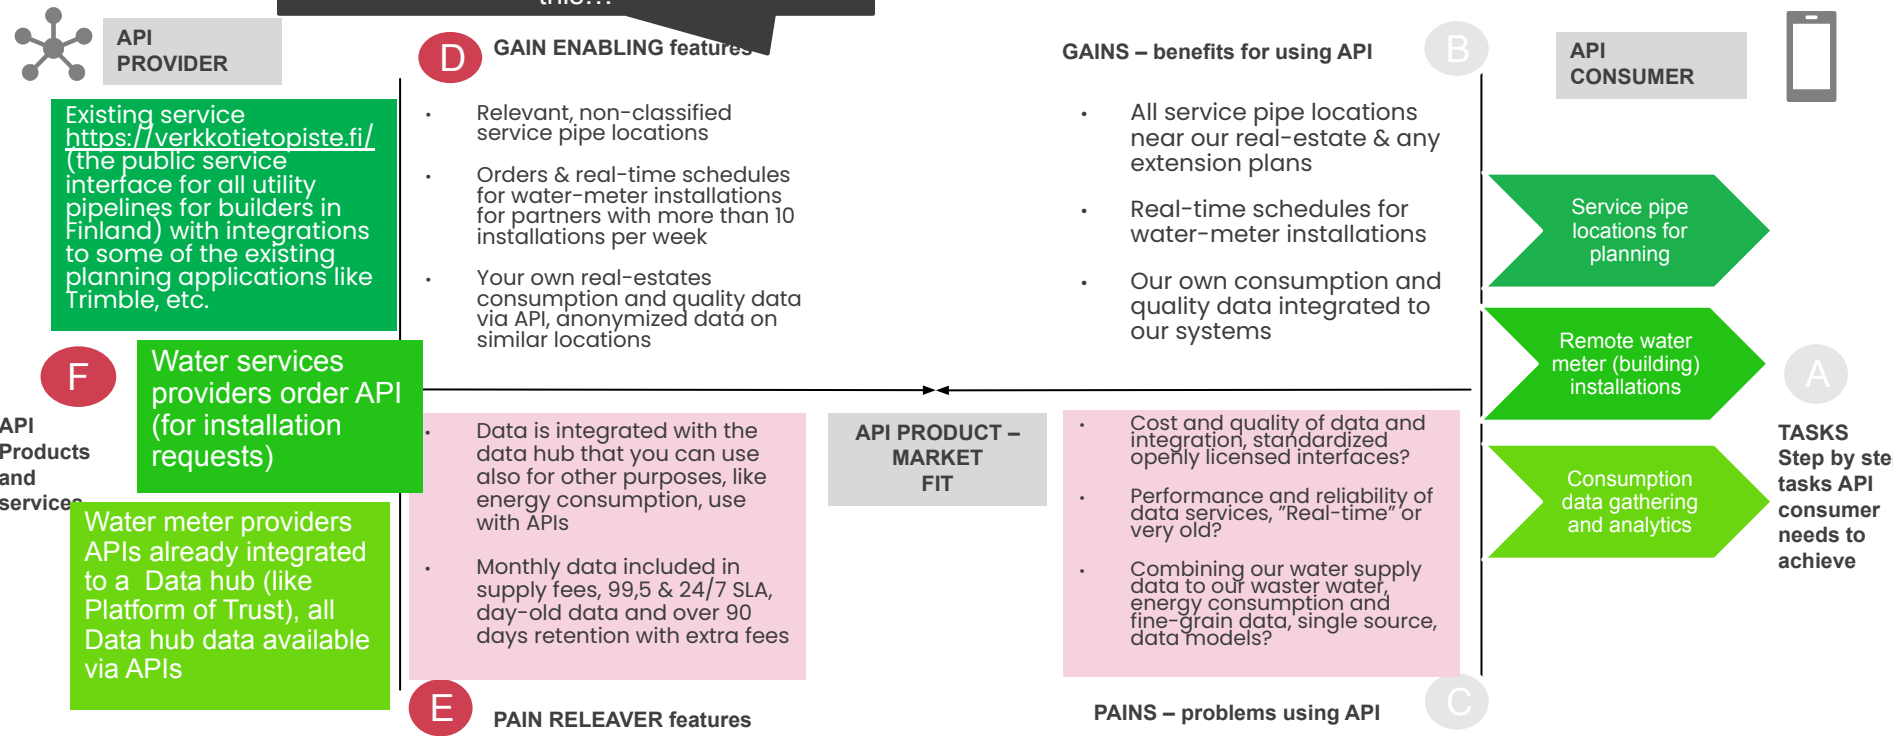 this...
API
PROVIDER
D
GAIN ENABLING features
GAINS – benefits for using API
B
API
CONSUMER
Existing service
https://verkkotietopiste.fi/
(the public service
interface for all utility
pipelines for builders in
Finland) with integrations
to some of the existing
planning applications like
Trimble, etc.
• Relevant, non-classified
service pipe locations
• Orders & real-time schedules
for water-meter installations
for partners with more than 10
installations per week
• Your own real-estates
consumption and quality data
via API, anonymized data on
similar locations
• All service pipe locations
near our real-estate & any
extension plans
• Real-time schedules for
water-meter installations
• Our own consumption and
quality data integrated to
our systems
Service pipe
locations for
planning
Remote water
meter (building)
installations
Consumption
data gathering
and analytics
A
TASKS
Step by step
tasks API
consumer
needs to
achieve
F
API
Products
and
services
Water services
providers order API
(for installation
requests)
Water meter providers
APIs already integrated
to a Data hub (like
Platform of Trust), all
Data hub data available
via APIs
• Data is integrated with the
data hub that you can use
also for other purposes, like
energy consumption, use
with APIs
• Monthly data included in
supply fees, 99,5 & 24/7 SLA,
day-old data and over 90
days retention with extra fees
API PRODUCT –
MARKET
FIT
• Cost and quality of data and
integration, standardized
openly licensed interfaces?
• Performance and reliability of
data services, ”Real-time” or
very old?
• Combining our water supply
data to our waster water,
energy consumption and
fine-grain data, single source,
data models?
E
PAIN RELEAVER features
PAINS – problems using API
C